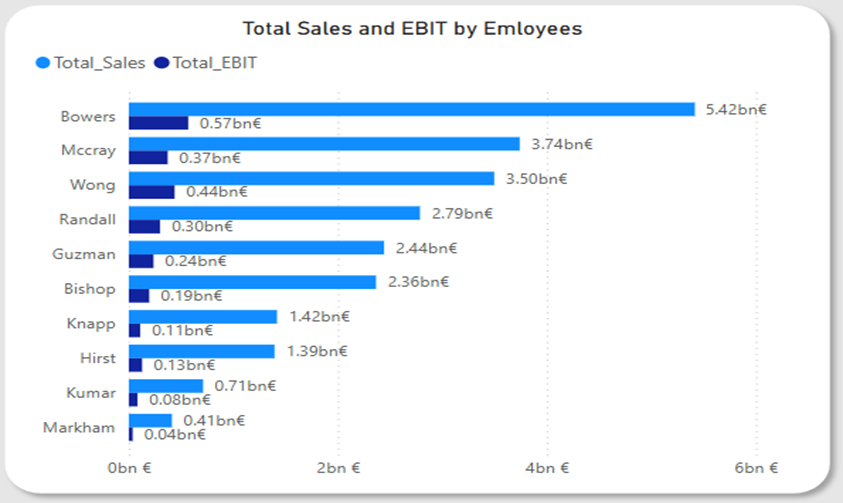 Total Sales and EBIT by Emloyees
Total_Sales Total_EBIT
Bowers 5.42bn€
0.57bn€
Mccray 3.74bn€
0.37bn€
Wong 3.50bn€
0.44bn€
Randall 2.79bn€
0.30bn€
Guzman 2.44bn€
0.24bn€
Bishop 2.36bn€
0.19bn€
Knapp 1.42bn€
0.11bn€
Hirst 1.39bn€
0.13bn€
Kumar 0.71bn€
0.08bn€
Markham 0.41bn€
0.04bn€
0bn € 2bn € 4bn € 6bn €